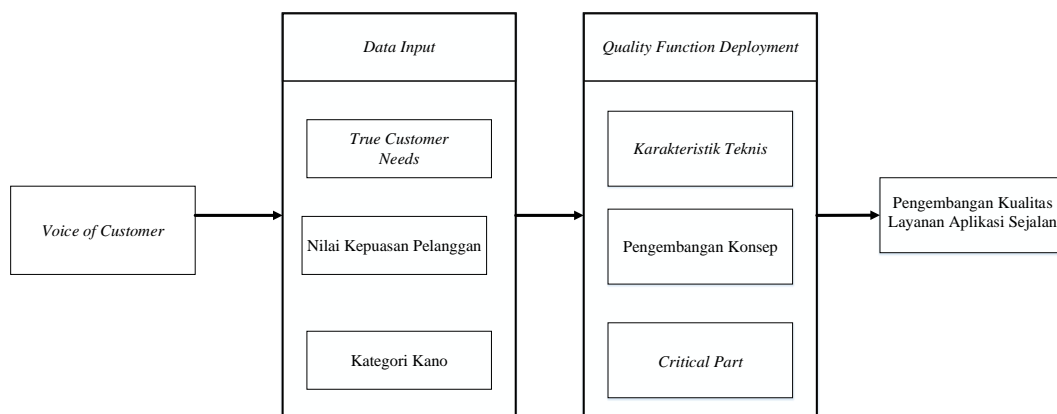 Voice of Customer
Data Input
True Customer
Needs
Nilai Kepuasan Pelanggan
Kategori Kano
Quality Function Deployment
Karakteristik Teknis
Pengembangan Konsep
Critical Part
Pengembangan Kualitas
Layanan Aplikasi Sejalan